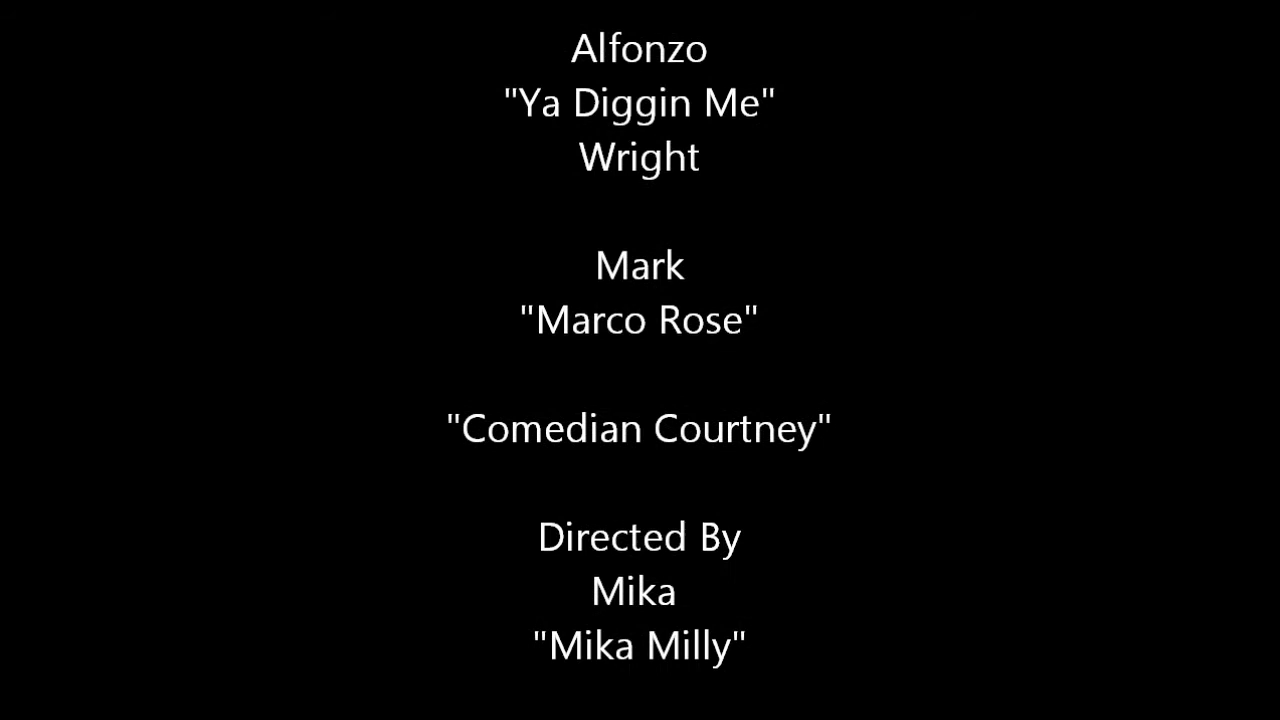 Alfonzo
"Ya Diggin Me"
Wright
Mark
"Marco Rose"
"Comedian Courtney"
Directed By
Mika
"Mika Milly"